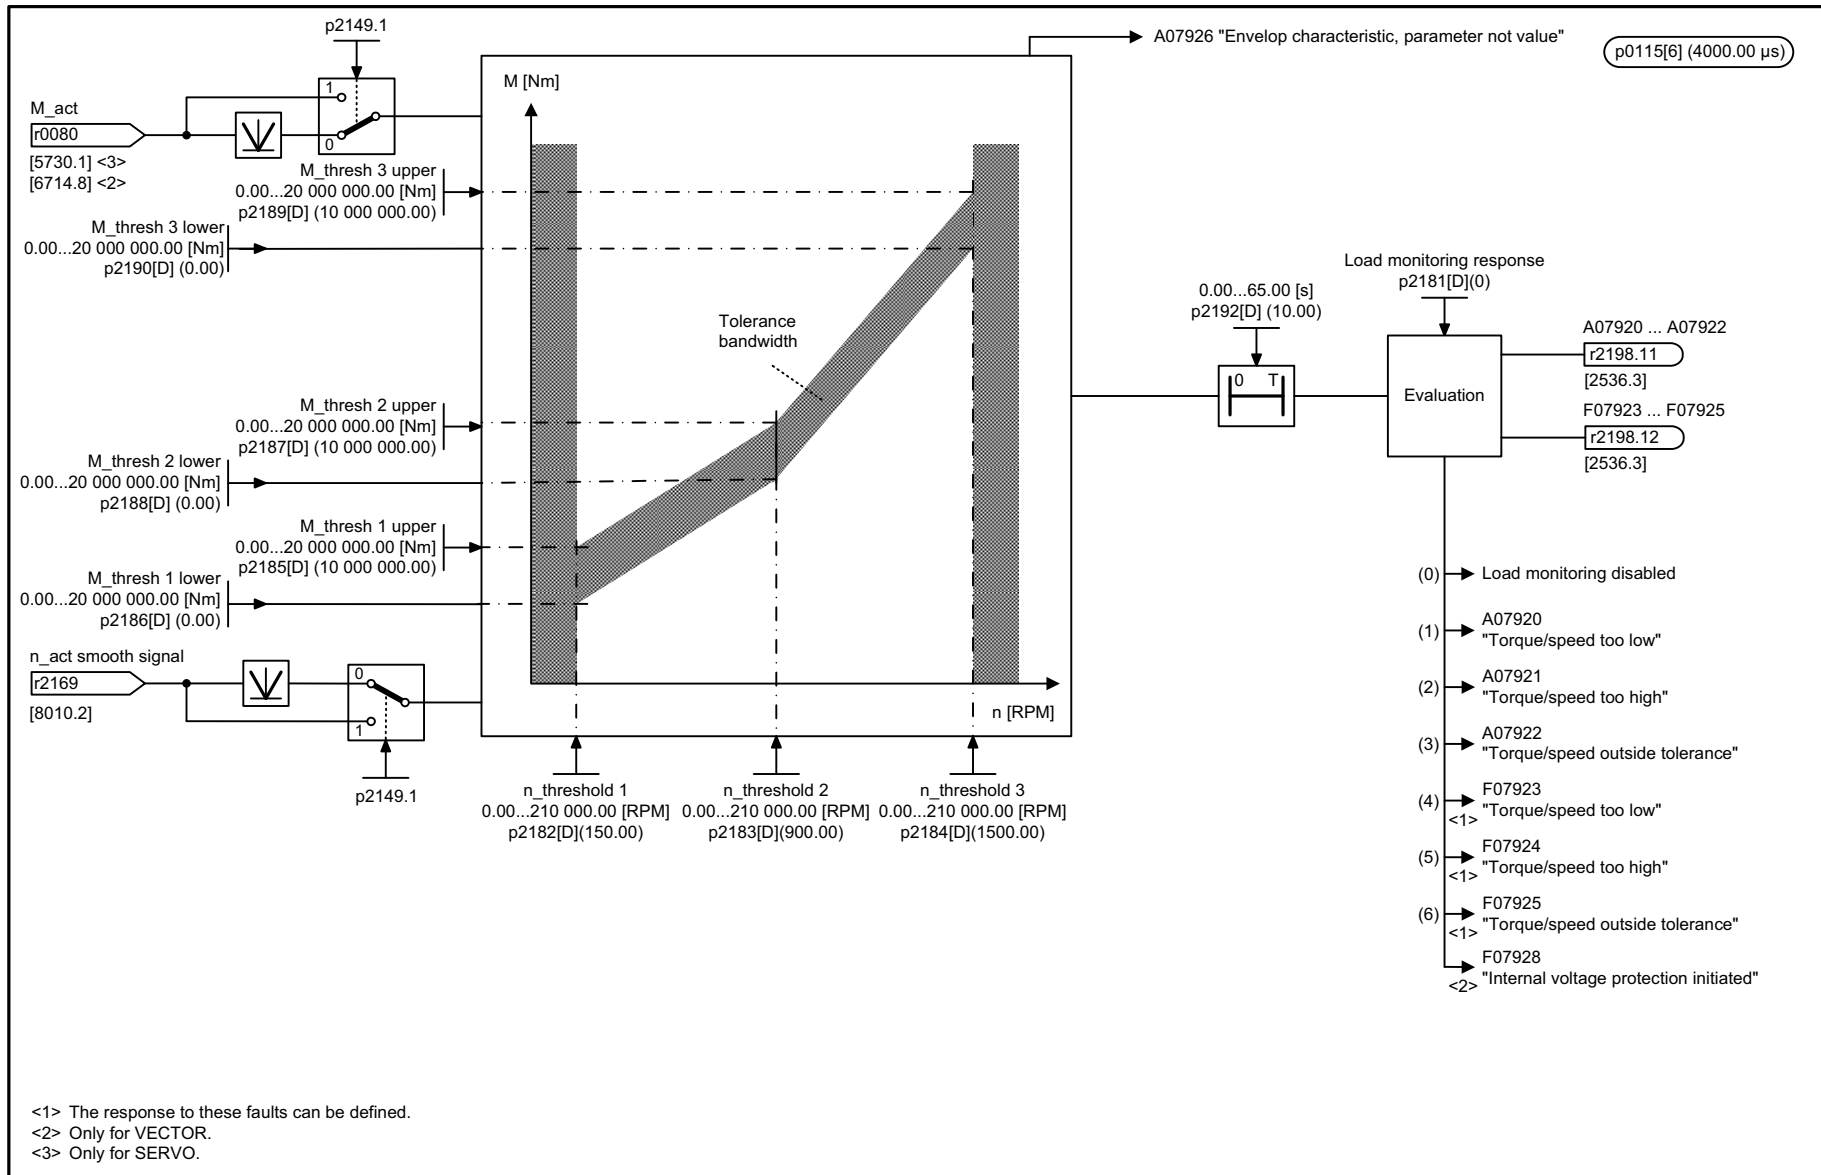 p2149.1
A07926 "Envelop characteristic, parameter not value"
p0115[6] (4000.00 µs)
M_act
r0080
[5730.1] <3>
[6714.8] <2>
1
0
M [Nm]
M_thresh 3 upper
0.00...20 000 000.00 [Nm]
p2189[D] (10 000 000.00)
M_thresh 3 lower
0.00...20 000 000.00 [Nm]
p2190[D] (0.00)
Tolerance
bandwidth
M_thresh 2 upper
0.00...20 000 000.00 [Nm]
p2187[D] (10 000 000.00)
M_thresh 2 lower
0.00...20 000 000.00 [Nm]
p2188[D] (0.00)
M_thresh 1 upper
0.00...20 000 000.00 [Nm]
p2185[D] (10 000 000.00)
M_thresh 1 lower
0.00...20 000 000.00 [Nm]
p2186[D] (0.00)
n_act smooth signal
r2169
[8010.2]
0
1
p2149.1
n [RPM]
n_threshold 1
0.00...210 000.00 [RPM]
p2182[D](150.00)
n_threshold 2
0.00...210 000.00 [RPM]
p2183[D](900.00)
n_threshold 3
0.00...210 000.00 [RPM]
p2184[D](1500.00)
0.00...65.00 [s]
p2192[D] (10.00)
0 T
Load monitoring response
p2181[D](0)
Evaluation
A07920 ... A07922
r2198.11
[2536.3]
F07923 ... F07925
r2198.12
[2536.3]
(0) Load monitoring disabled
(1) A07920
"Torque/speed too low"
(2) A07921
"Torque/speed too high"
(3) A07922
"Torque/speed outside tolerance"
(4) F07923
<1> "Torque/speed too low"
(5) F07924
<1> "Torque/speed too high"
(6) F07925
<1> "Torque/speed outside tolerance"
F07928
<2> "Internal voltage protection initiated"
<1> The response to these faults can be defined.
<2> Only for VECTOR.
<3> Only for SERVO.